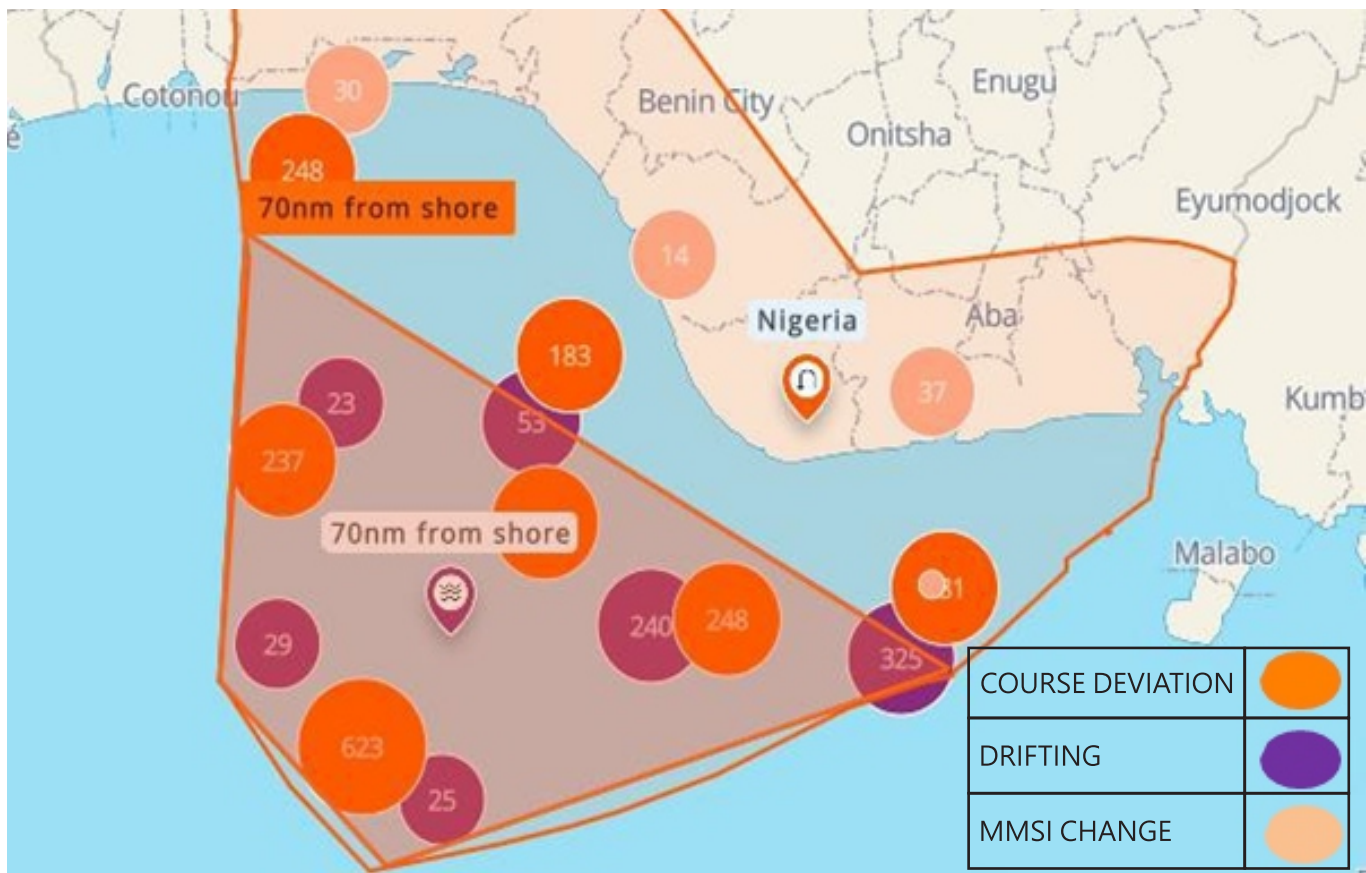 30
Cotonou
Benin City
Enugu
Onitsha
248
70nm from shore
Eyumodjock
14
Nigeria
Aba
183
23
37
53
237
70nm from shore
Malabo
240
248
29
325
623
25
COURSE DEVIATION
DRIFTING
MMSI CHANGE